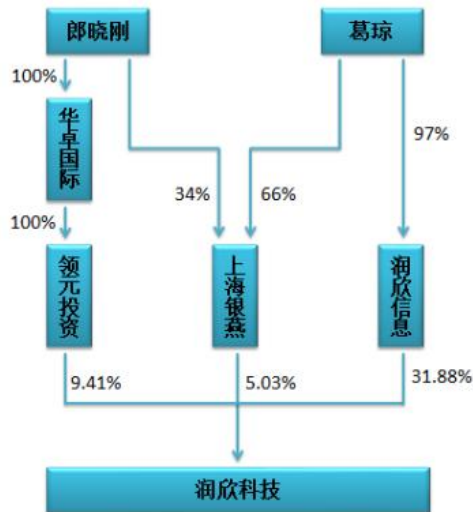 郎晓刚
葛琼
100%
华卓国际
97%
34%
66%
100%
领元投资
上海银燕
润欣信息
9.41%
5.03%
31.88%
润欣科技